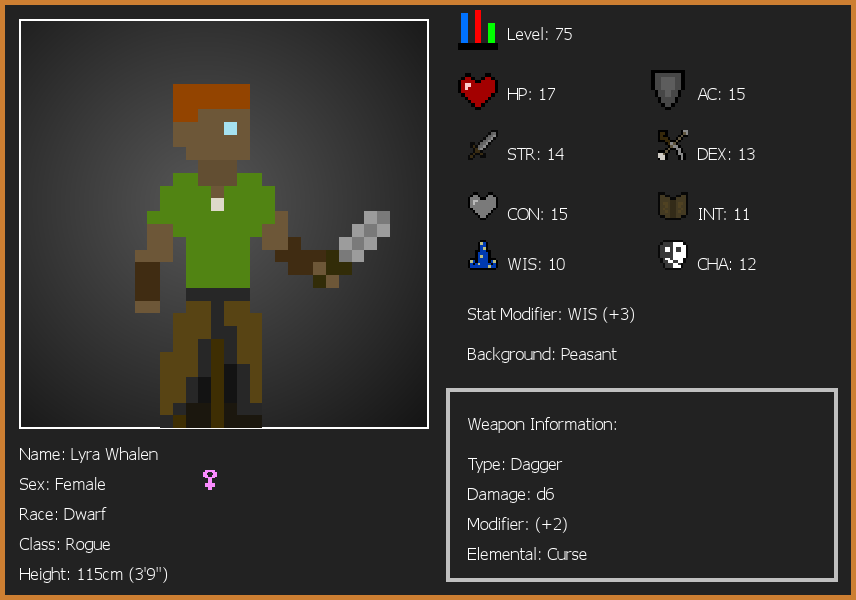 Level: 75
HP: 17
AC: 15
STR: 14
DEX: 13
CON: 15
INT: 11
WIS: 10
CHA: 12
Stat Modifier: WIS (+3)
Background: Peasant
Name: Lyra Whalen
Sex: Female
Race: Dwarf
Class: Rogue
Height: 115cm (3'9")
Weapon Information:
Type: Dagger
Damage: d6
Modifier: (+2)
Elemental: Curse